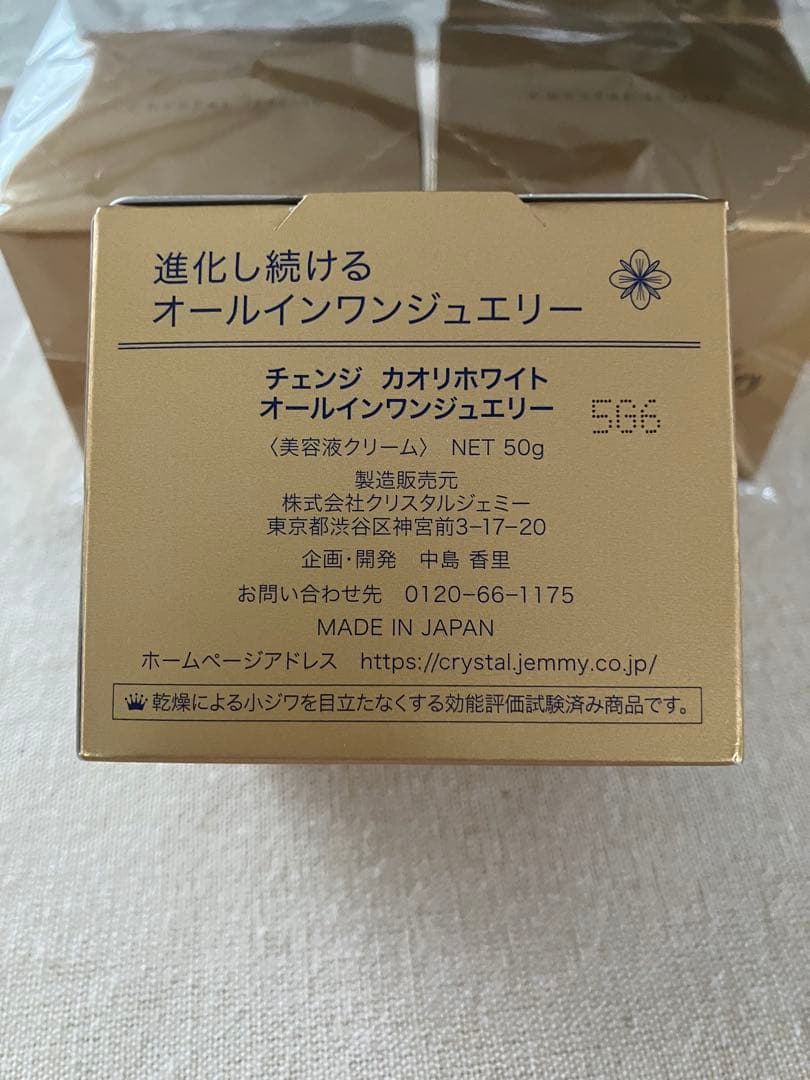 進化し続ける
オールインワンジュエリー
チェンジ カオリホワイト
オールインワンジュエリー
5G6
〈美容液クリーム〉 NET 50g
製造販売元
株式会社クリスタルジェミー
東京都渋谷区神宮前3-17-20
企画・開発 中島 香里
お問い合わせ先 0120-66-1175
MADE IN JAPAN
ホームページアドレス https://crystal.jemmy.co.jp/
乾燥による小ジワを目立たなくする効能評価試験済み商品です。